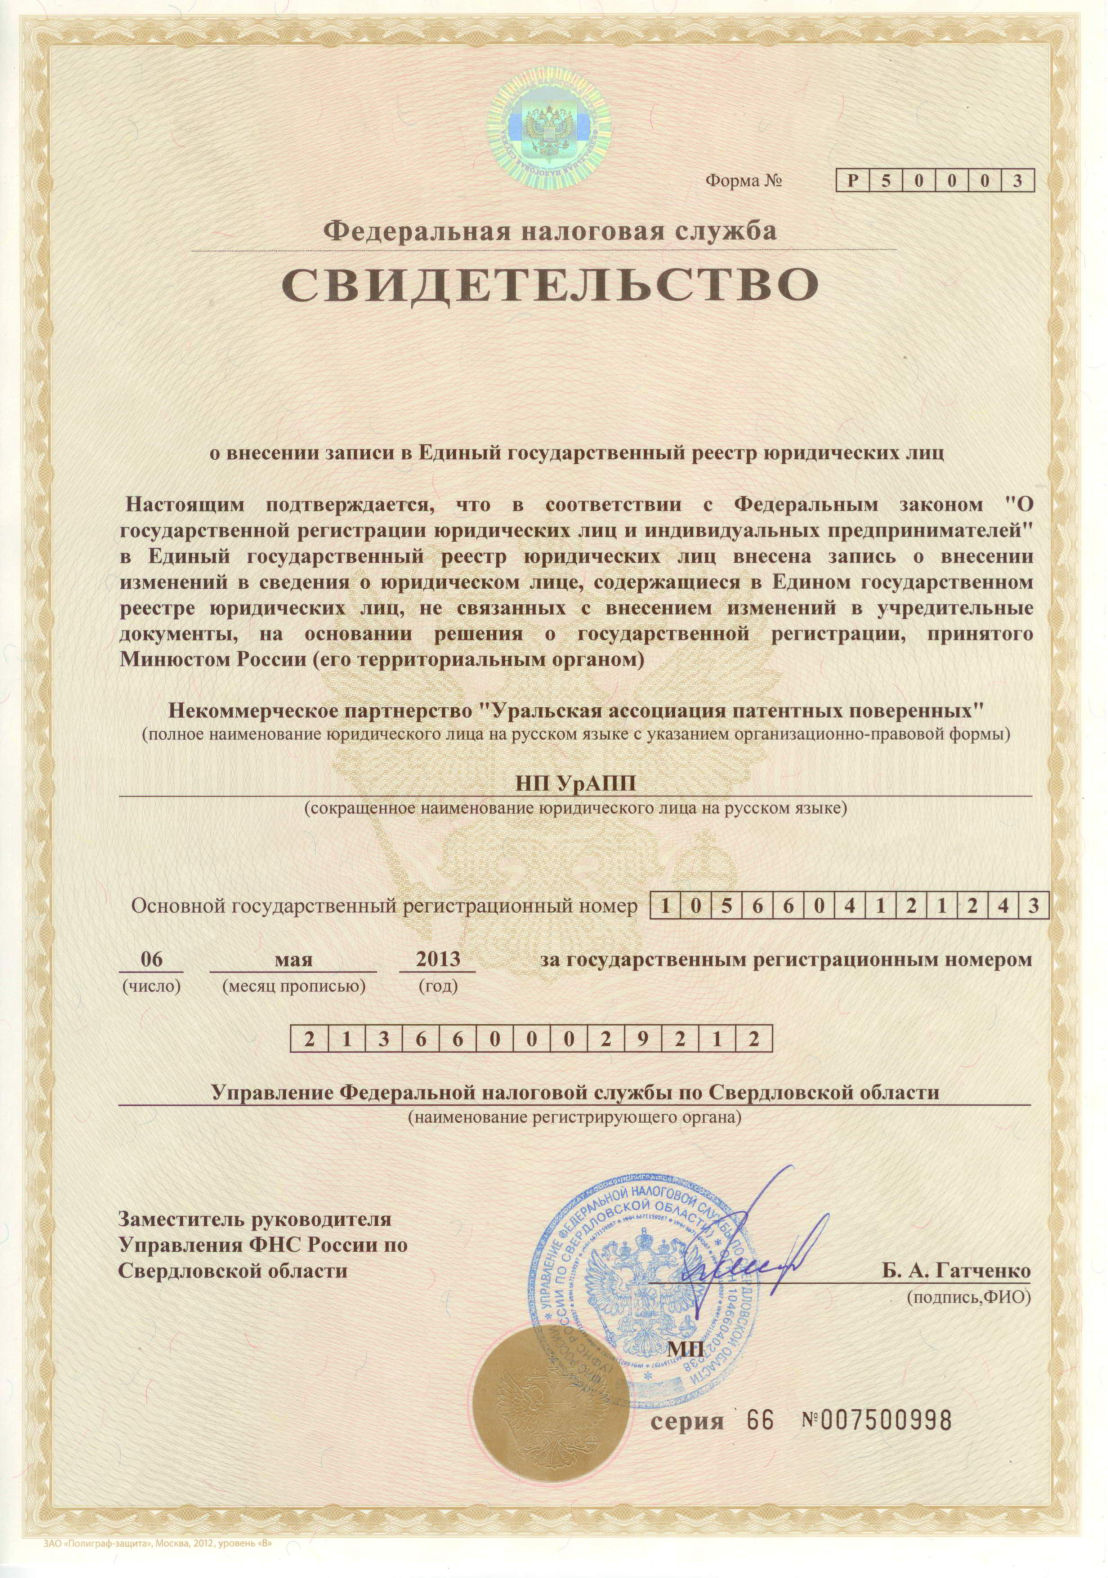 Форма №
Р 5 0 0 0 3
Федеральная налоговая служба
СВИДЕТЕЛЬСТВО
о внесении записи в Единый государственный реестр юридических лиц
Настоящим подтверждается, что в соответствии с Федеральным законом "О
государственной регистрации юридических лиц и индивидуальных предпринимателей"
в Единый государственный реестр юридических лиц внесена запись о внесении
изменений в сведения о юридическом лице, содержащиеся в Едином государственном
реестре юридических лиц, не связанных с внесением изменений в учредительные
документы, на основании решения о государственной регистрации, принятого
Минюстом России (его территориальным органом)
Некоммерческое партнерство "Уральская ассоциация патентных поверенных"
(полное наименование юридического лица на русском языке с указанием организационно-правовой формы)
НП УрАПП
(сокращенное наименование юридического лица на русском языке)
Основной государственный регистрационный номер 1 0 5 6 6 0 4 1 2 1 2 4 3
06 мая 2013 за государственным регистрационным номером
(число) (месяц прописью) (год)
2 1 3 6 6 0 0 0 2 9 2 1 2
Управление Федеральной налоговой службы по Свердловской области
(наименование регистрирующего органа)
Заместитель руководителя
Управления ФНС России по
Свердловской области
Б. А. Гатченко
(подпись,ФИО)
УПРАВЛЕНИЕ ФЕДЕРАЛЬНОЙ НАЛОГОВОЙ СЛУЖБЫ ПО СВЕРДЛОВСКОЙ ОБЛАСТИ
МП
серия 66 №007500998
ЗАО «Полиграф-защита», Москва, 2012, уровень «В»